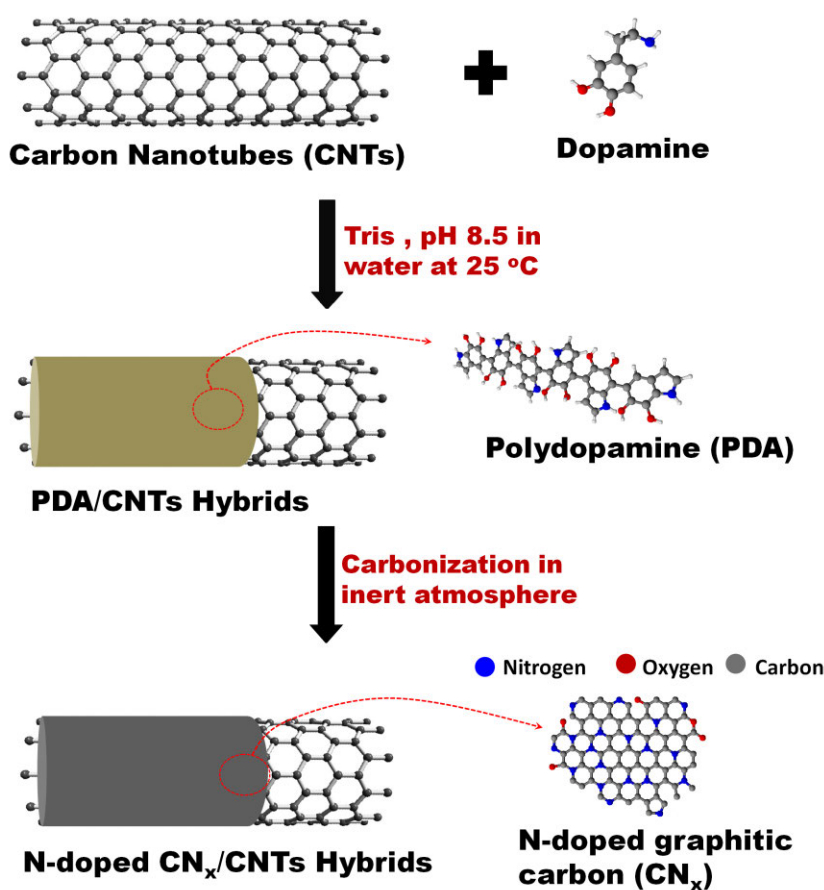 Carbon Nanotubes (CNTs)
Dopamine
Tris , pH 8.5 in
water at 25 °C
Polydopamine (PDA)
PDA/CNTs Hybrids
Carbonization in
inert atmosphere
Nitrogen
Oxygen
Carbon
N-doped CNₓ/CNTs Hybrids
N-doped graphitic
carbon (CNₓ)